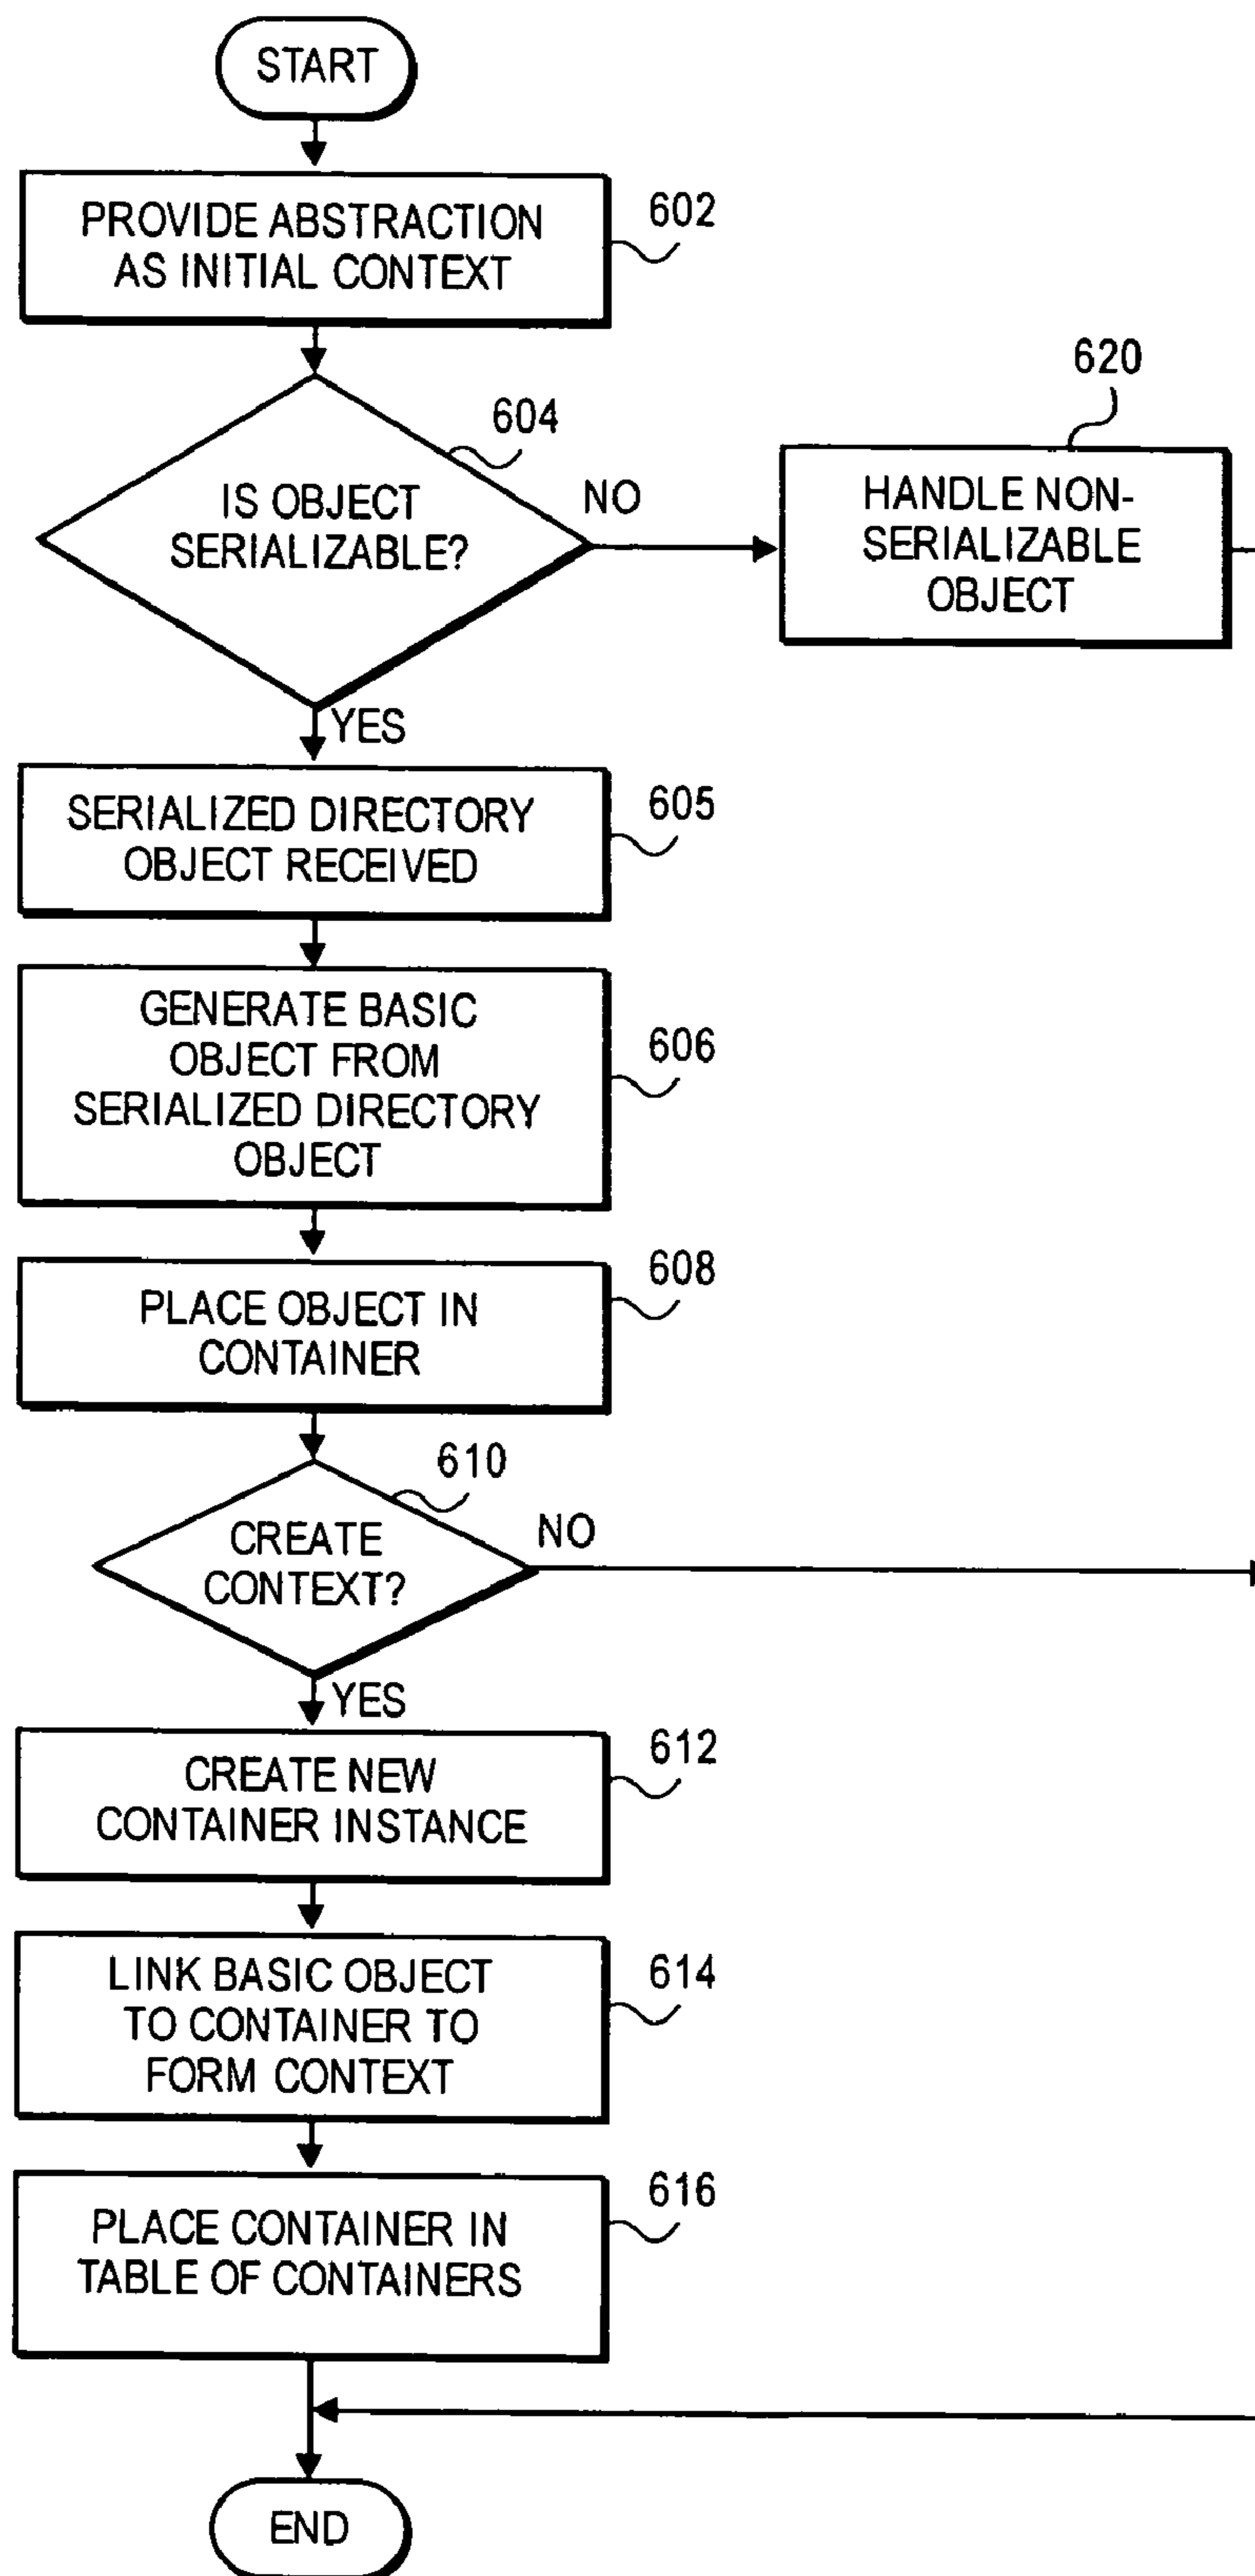 START
PROVIDE ABSTRACTION
AS INITIAL CONTEXT
602
604
IS OBJECT
SERIALIZABLE?
NO
620
HANDLE NON-
SERIALIZABLE
OBJECT
YES
SERIALIZED DIRECTORY
OBJECT RECEIVED
605
GENERATE BASIC
OBJECT FROM
SERIALIZED DIRECTORY
OBJECT
606
PLACE OBJECT IN
CONTAINER
608
610
CREATE
CONTEXT?
NO
YES
CREATE NEW
CONTAINER INSTANCE
612
LINK BASIC OBJECT
TO CONTAINER TO
FORM CONTEXT
614
PLACE CONTAINER IN
TABLE OF CONTAINERS
616
END